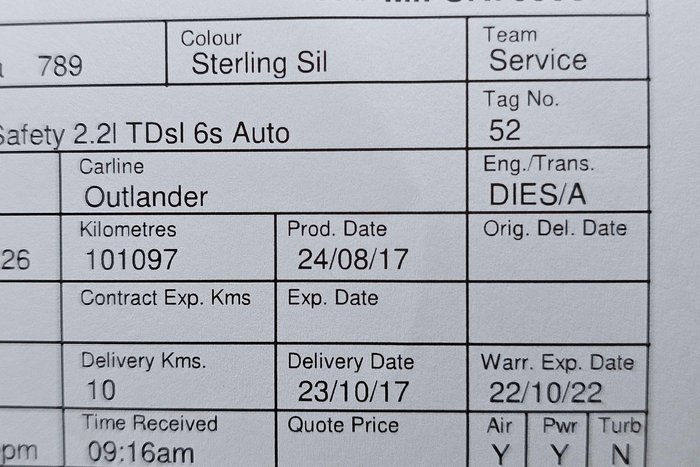 Colour Team
789 Sterling Sil Service
Tag No.
Safety 2.2l TDsl 6s Auto 52
Carline Eng./Trans.
Outlander DIES/A
Kilometres Prod. Date Orig. Del. Date
26 101097 24/08/17
Contract Exp. Kms Exp. Date
Delivery Kms. Delivery Date Warr. Exp. Date
10 23/10/17 22/10/22
Time Received Quote Price Air Pwr Turb
pm 09:16am Y Y N